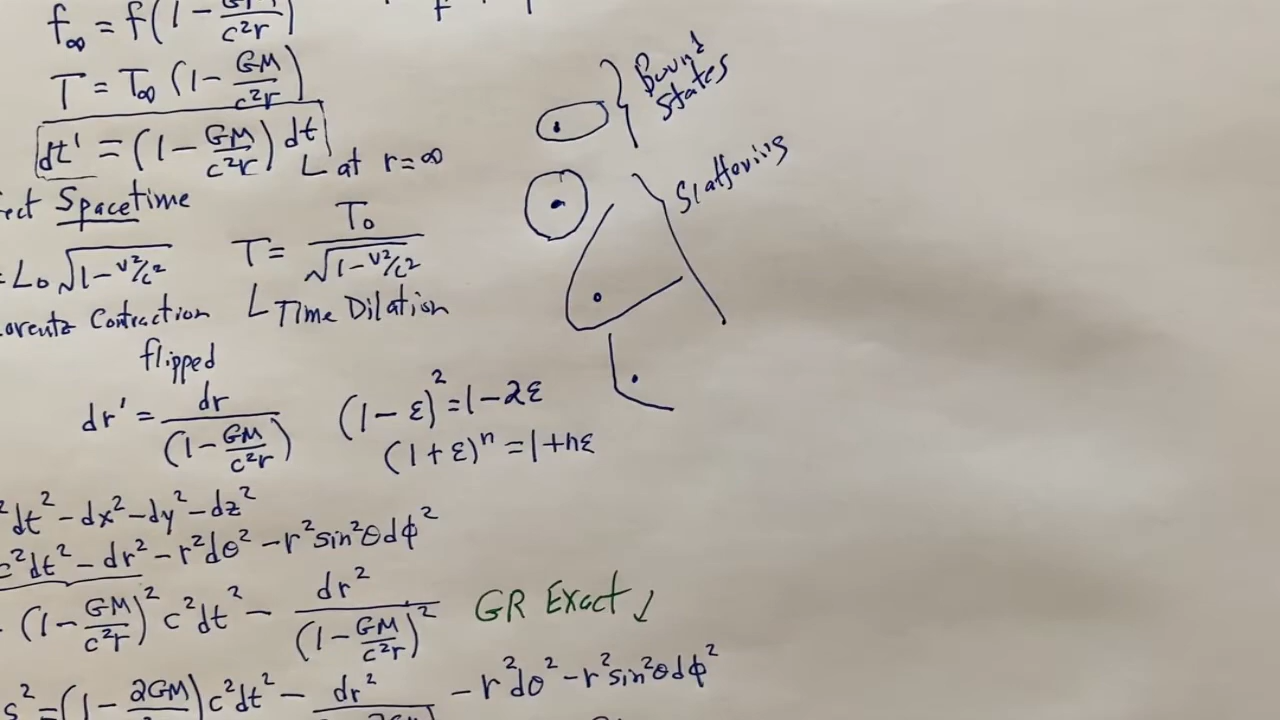 f∞ = f(1 - GM/c²r)
T = T∞ (1 - GM/c²r)
dt' = (1 - GM/c²r) dt
at r=∞
Bound States
Scattering
ect Spacetime
= L₀ √(1 - v²/c²)
T = T₀/√(1 - v²/c²)
orentz Contraction
Time Dilation
flipped
dr' = dr/(1 - GM/c²r)
(1 - ε)² = 1 - 2ε
(1 + ε)ⁿ = 1 + nε
²dt² - dx² - dy² - dz²
c²dt² - dr² - r²dθ² - r²sin²θdϕ²
(1 - GM/c²r)² c²dt² - dr²/(1 - GM/c²r)²
GR Exact ↓
s² = (1 - 2GM) c²dt² - dr² - r²dθ² - r²sin²θdϕ²